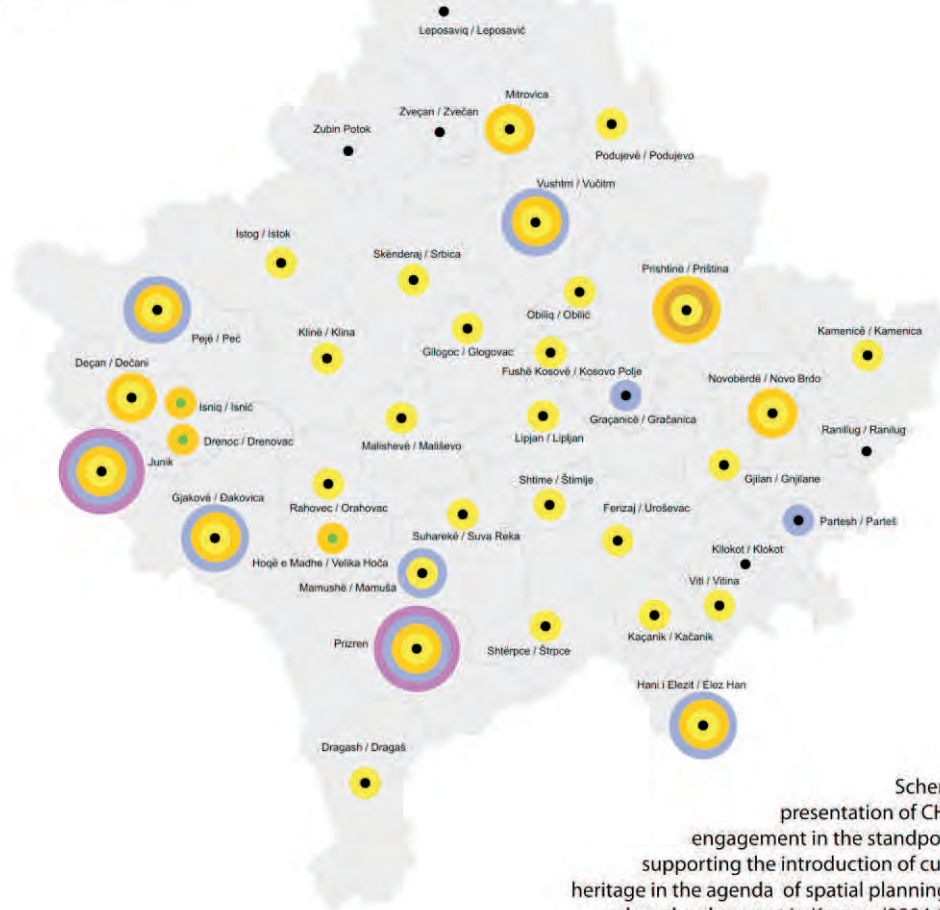 Leposaviq / Leposavić
Mitrovica
Zveçan / Zvečan
Zubin Potok
Podujevë / Podujevo
Vushtrri / Vučitrn
Istog / Istok
Skënderaj / Srbica
Prishtinë / Priština
Obiliq / Obilić
Kamenicë / Kamenica
Pejë / Peć
Klinë / Klina
Gllogoc / Glogovac
Deçan / Dečani
Fushë Kosovë / Kosovo Polje
Novobërdë / Novo Brdo
Isniq / Isnić
Graçanicë / Gračanica
Ranillug / Ranilug
Drenoc / Drenovac
Malishevë / Mališevo
Lipjan / Lipljan
Junik
Gjilan / Gnjilane
Shtime / Štimlje
Gjakovë / Đakovica
Rahovec / Orahovac
Ferizaj / Uroševac
Partesh / Parteš
Suharekë / Suva Reka
Kllokot / Klokot
Hoqë e Madhe / Velika Hoča
Mamushë / Mamuša
Viti / Vitina
Kaçanik / Kačanik
Prizren
Shtërpce / Štrpce
Hani i Elezit / Elez Han
Dragash / Dragaš
presentation of
engagement in the
supporting the introduction of
heritage in the agenda of spatial planning